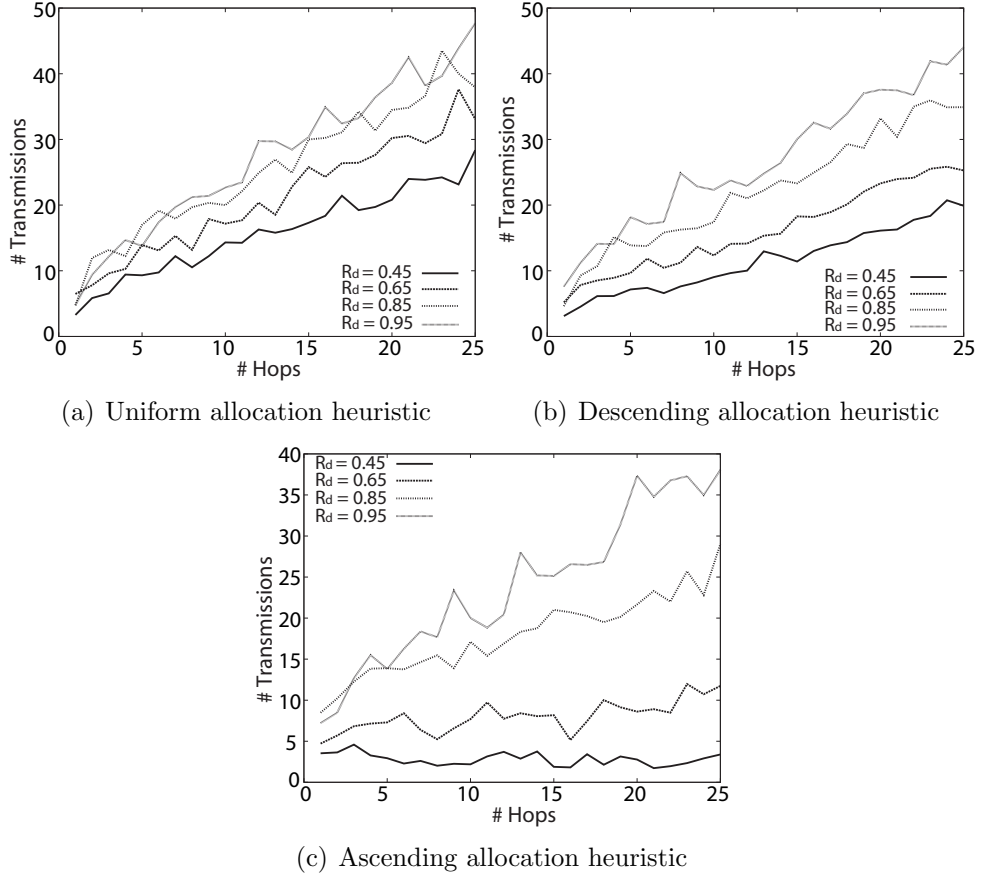 50
40
30
20
10
0
# Transmissions
Rd = 0.45
Rd = 0.65
Rd = 0.85
Rd = 0.95
0 5 10 15 20 25
# Hops
(a) Uniform allocation heuristic
50
40
30
20
10
0
# Transmissions
Rd = 0.45
Rd = 0.65
Rd = 0.85
Rd = 0.95
0 5 10 15 20 25
# Hops
(b) Descending allocation heuristic
40
35
30
25
20
15
10
5
0
# Transmissions
Rd = 0.45
Rd = 0.65
Rd = 0.85
Rd = 0.95
0 5 10 15 20 25
# Hops
(c) Ascending allocation heuristic